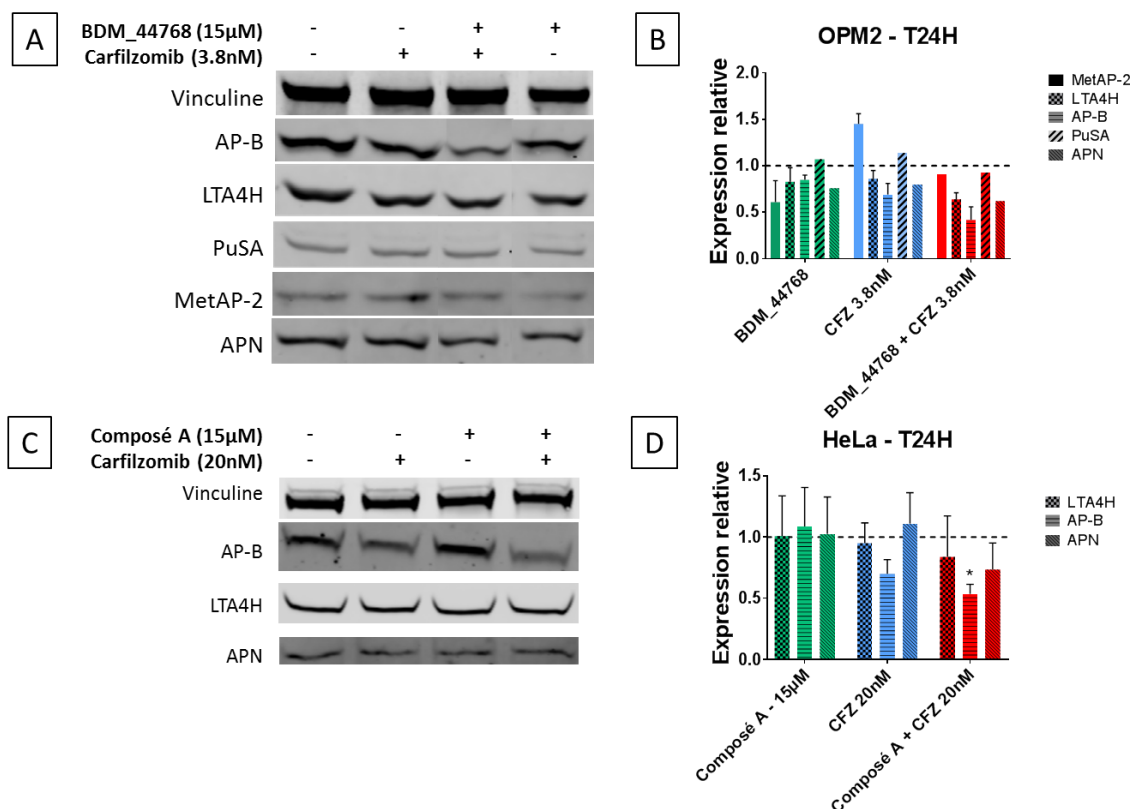 A
BDM_44768 (15µM) - - + +
Carfilzomib (3.8nM) - + + -
Vinculine
AP-B
LTA4H
PuSA
MetAP-2
APN
B
OPM2 - T24H
Expression relative
2.0
1.5
1.0
0.5
0.0
BDM_44768
CFZ 3.8nM
BDM_44768 + CFZ 3.8nM
MetAP-2
LTA4H
AP-B
PuSA
APN
C
Composé A (15µM) - - + +
Carfilzomib (20nM) - + - +
Vinculine
AP-B
LTA4H
APN
D
HeLa - T24H
Expression relative
1.5
1.0
0.5
0.0
*
Composé A - 15µM
CFZ 20nM
Composé A + CFZ 20nM
LTA4H
AP-B
APN